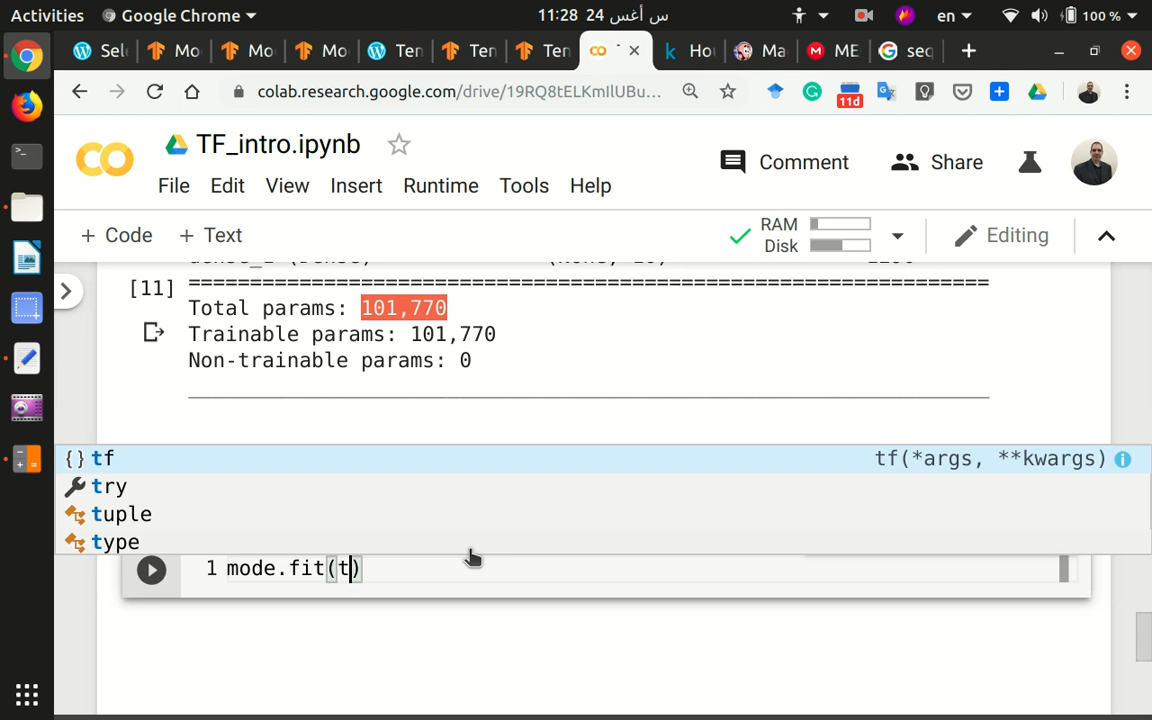 Activities Google Chrome 11:28 24 س أغس en 100 %
Sel Mo Mo Mo Ten Ten Ten Hou Ma ME seq
colab.research.google.com/drive/19RQ8tELKmIlUBu... 11d
TF_intro.ipynb
File Edit View Insert Runtime Tools Help
Comment Share
+ Code + Text
RAM
Disk
Editing
[11]
Total params: 101,770
Trainable params: 101,770
Non-trainable params: 0
tf tf(*args, **kwargs)
try
tuple
type
1 mode.fit(t)